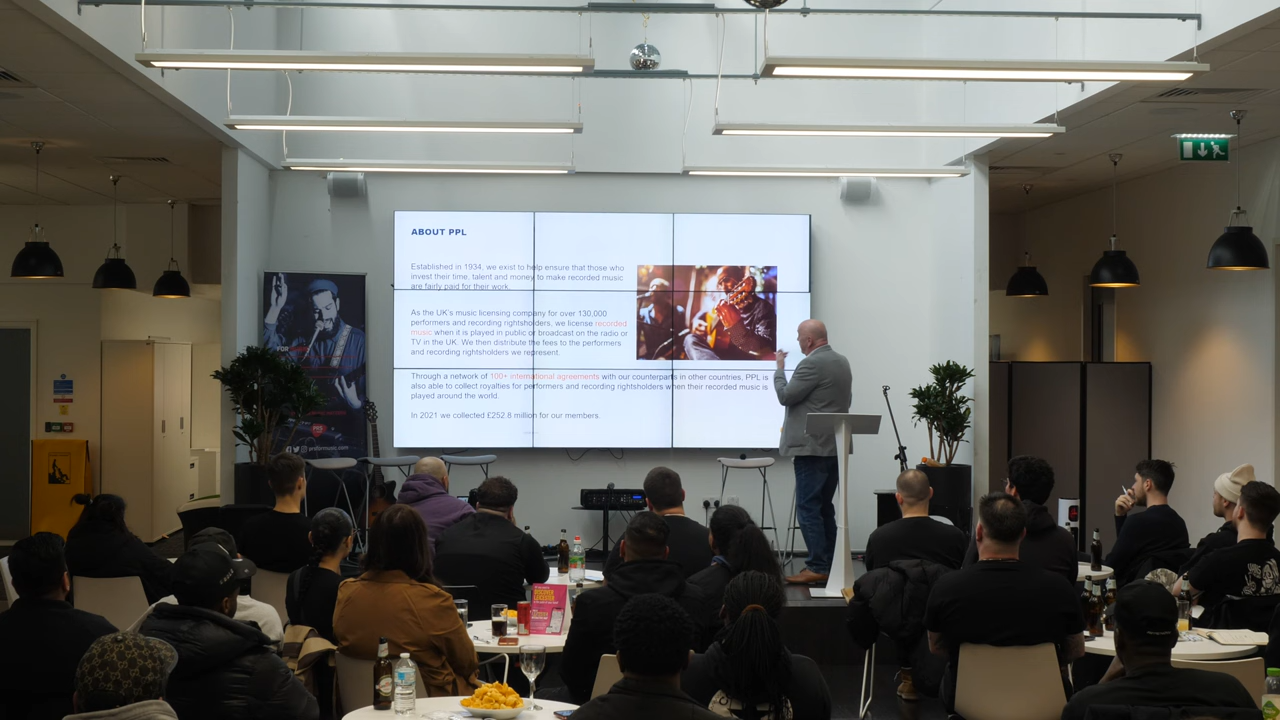 ABOUT PPL
Established in 1934, we exist to help ensure that those who
invest their time, talent and money to make recorded music
are fairly paid for their work.
As the UK's music licensing company for over 130,000
performers and recording rightsholders, we license recorded
music when it is played in public or broadcast on the radio or
TV in the UK. We then distribute the fees to the performers
and recording rightsholders we represent.
Through a network of 100+ international agreements with our counterparts in other countries, PPL is
also able to collect royalties for performers and recording rightsholders when their recorded music is
played around the world.
In 2021 we collected £252.8 million for our members.
FOR
PRS
prsformusic.com
DISCOVER